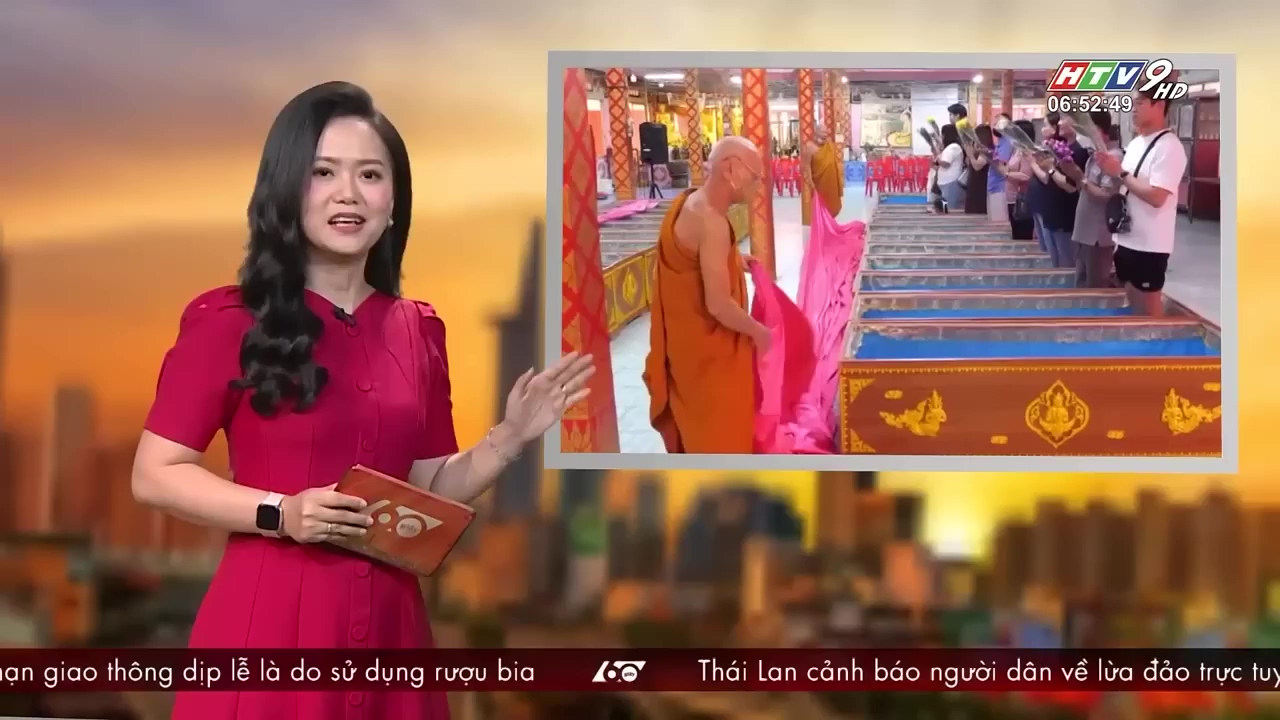 HTV9 HD
06:52:49
nạn giao thông dịp lễ là do sử dụng rượu bia
Thái Lan cảnh báo người dân về lừa đảo trực tuy